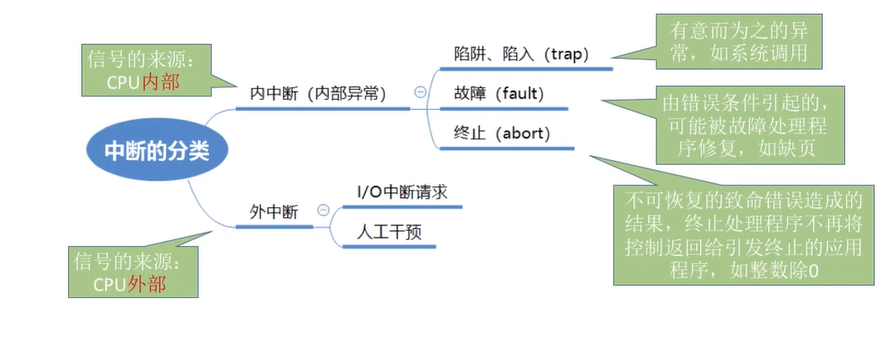 信号的来源：
CPU内部
中断的分类
内中断（内部异常）
陷阱、陷入（trap）
有意而为之的异
常，如系统调用
故障（fault）
由错误条件引起的，
可能被故障处理程
序修复，如缺页
终止（abort）
不可恢复的致命错误造成的
结果，终止处理程序不再将
控制返回给引发终止的应用
程序，如整数除0
外中断
I/O中断请求
人工干预
信号的来源：
CPU外部